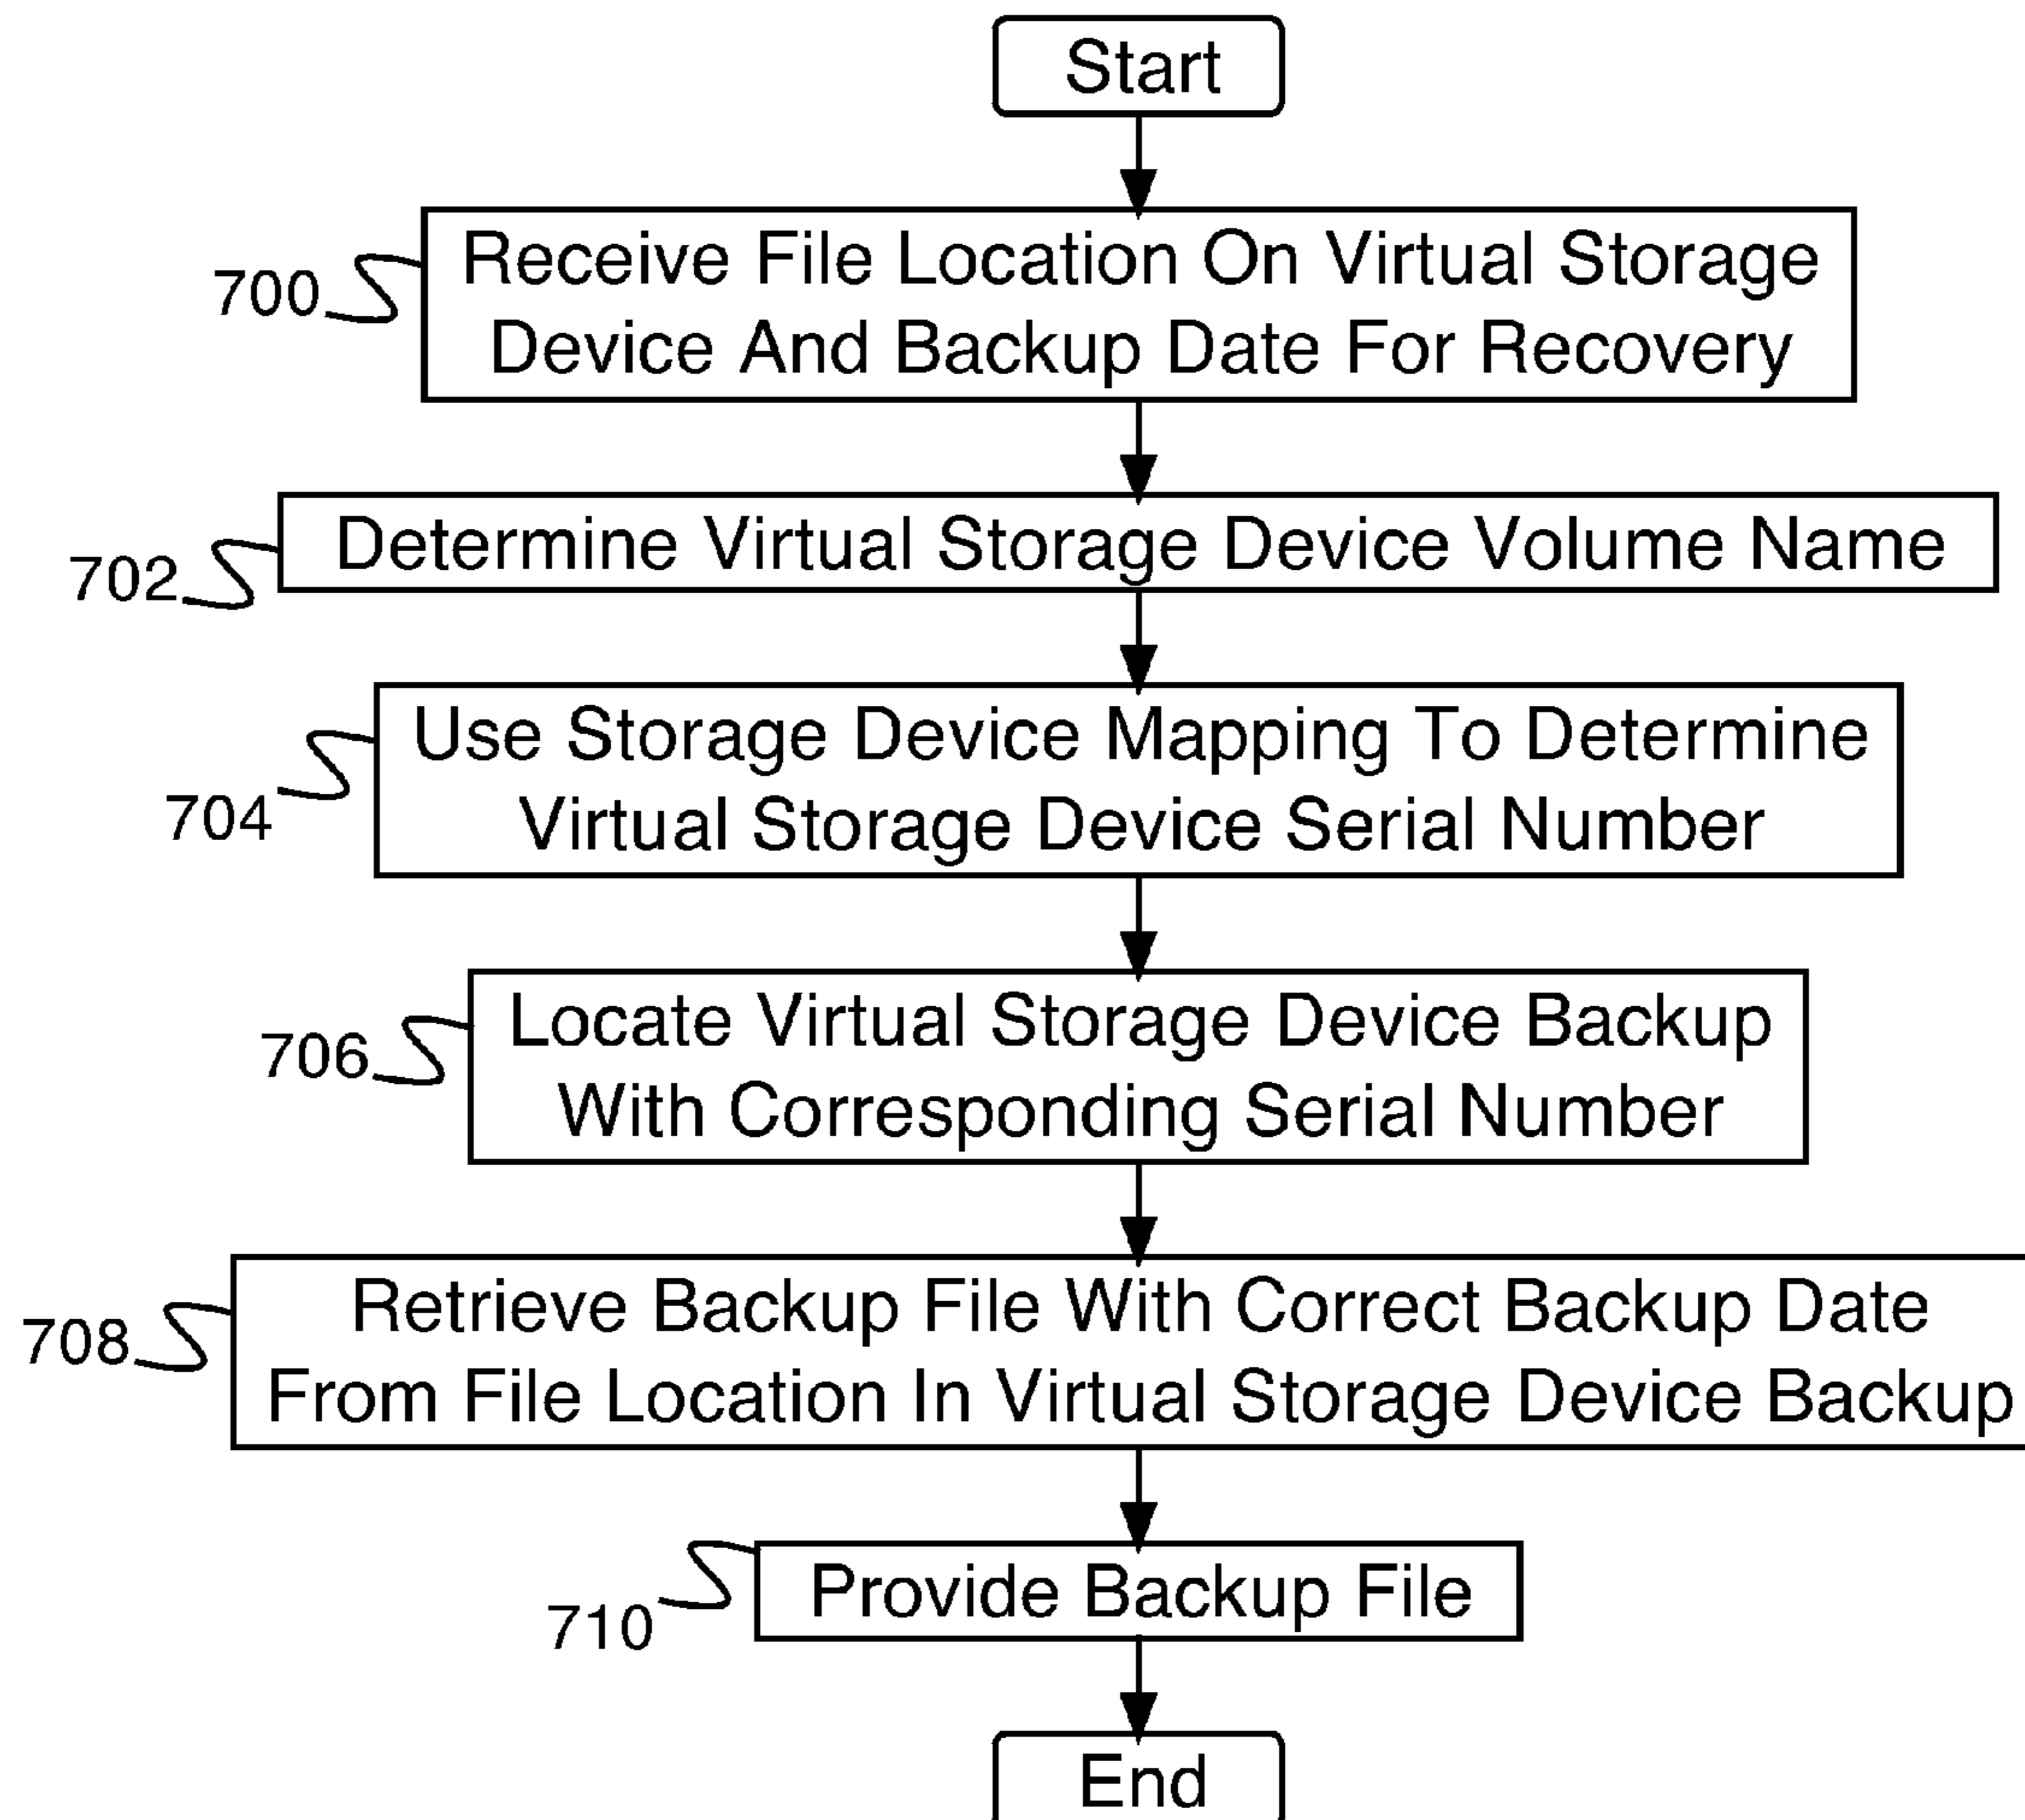 Start
700
Receive File Location On Virtual Storage
Device And Backup Date For Recovery
702
Determine Virtual Storage Device Volume Name
704
Use Storage Device Mapping To Determine
Virtual Storage Device Serial Number
706
Locate Virtual Storage Device Backup
With Corresponding Serial Number
708
Retrieve Backup File With Correct Backup Date
From File Location In Virtual Storage Device Backup
710
Provide Backup File
End